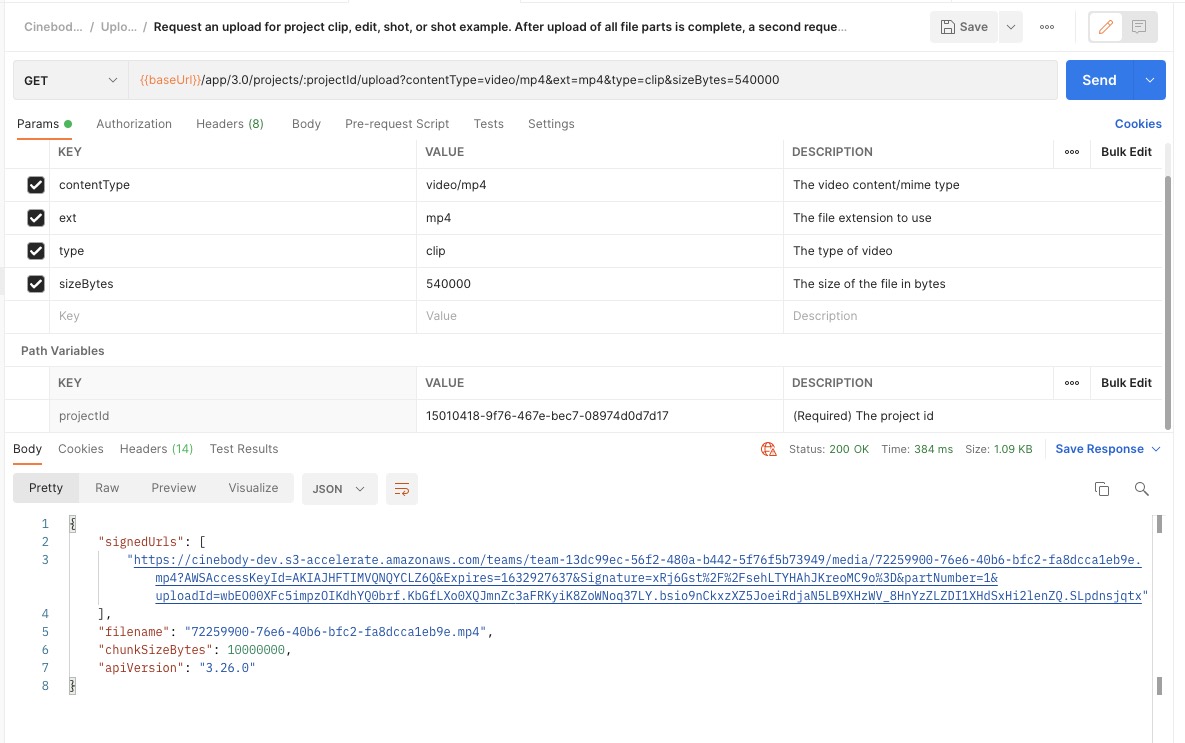 Cinebod... / Uplo... / Request an upload for project clip, edit, shot, or shot example. After upload of all file parts is complete, a second reque... Save
GET {{baseUrl}}/app/3.0/projects/:projectId/upload?contentType=video/mp4&ext=mp4&type=clip&sizeBytes=540000 Send
Params Authorization Headers (8) Body Pre-request Script Tests Settings Cookies
KEY VALUE DESCRIPTION Bulk Edit
contentType video/mp4 The video content/mime type
ext mp4 The file extension to use
type clip The type of video
sizeBytes 540000 The size of the file in bytes
Key Value Description
Path Variables
KEY VALUE DESCRIPTION Bulk Edit
projectId 15010418-9f76-467e-bec7-08974d0d7d17 (Required) The project id
Body Cookies Headers (14) Test Results Status: 200 OK Time: 384 ms Size: 1.09 KB Save Response
Pretty Raw Preview Visualize JSON
1 {
2 "signedUrls": [
3 "https://cinebody-dev.s3-accelerate.amazonaws.com/teams/team-13dc99ec-56f2-480a-b442-5f76f5b73949/media/72259900-76e6-40b6-bfc2-fa8dcca1eb9e.
mp4?AWSAccessKeyId=AKIAJHFTIMVQNQYCLZ6Q&Expires=1632927637&Signature=xRj6Gst%2F%2FsehLTYHAhJKreoMC9o%3D&partNumber=1&
uploadId=wbEO00XFc5impzOIKdhYQ0brf.KbGfLXo0XQJmnZc3aFRKyiK8ZoWNoq37LY.bsio9nCkxzXZ5JoeiRdjaN5LB9XHzWV_8HnYzZLZDI1XHdSxHi2lenZQ.SLpdnsjqtx"
4 ],
5 "filename": "72259900-76e6-40b6-bfc2-fa8dcca1eb9e.mp4",
6 "chunkSizeBytes": 10000000,
7 "apiVersion": "3.26.0"
8 }